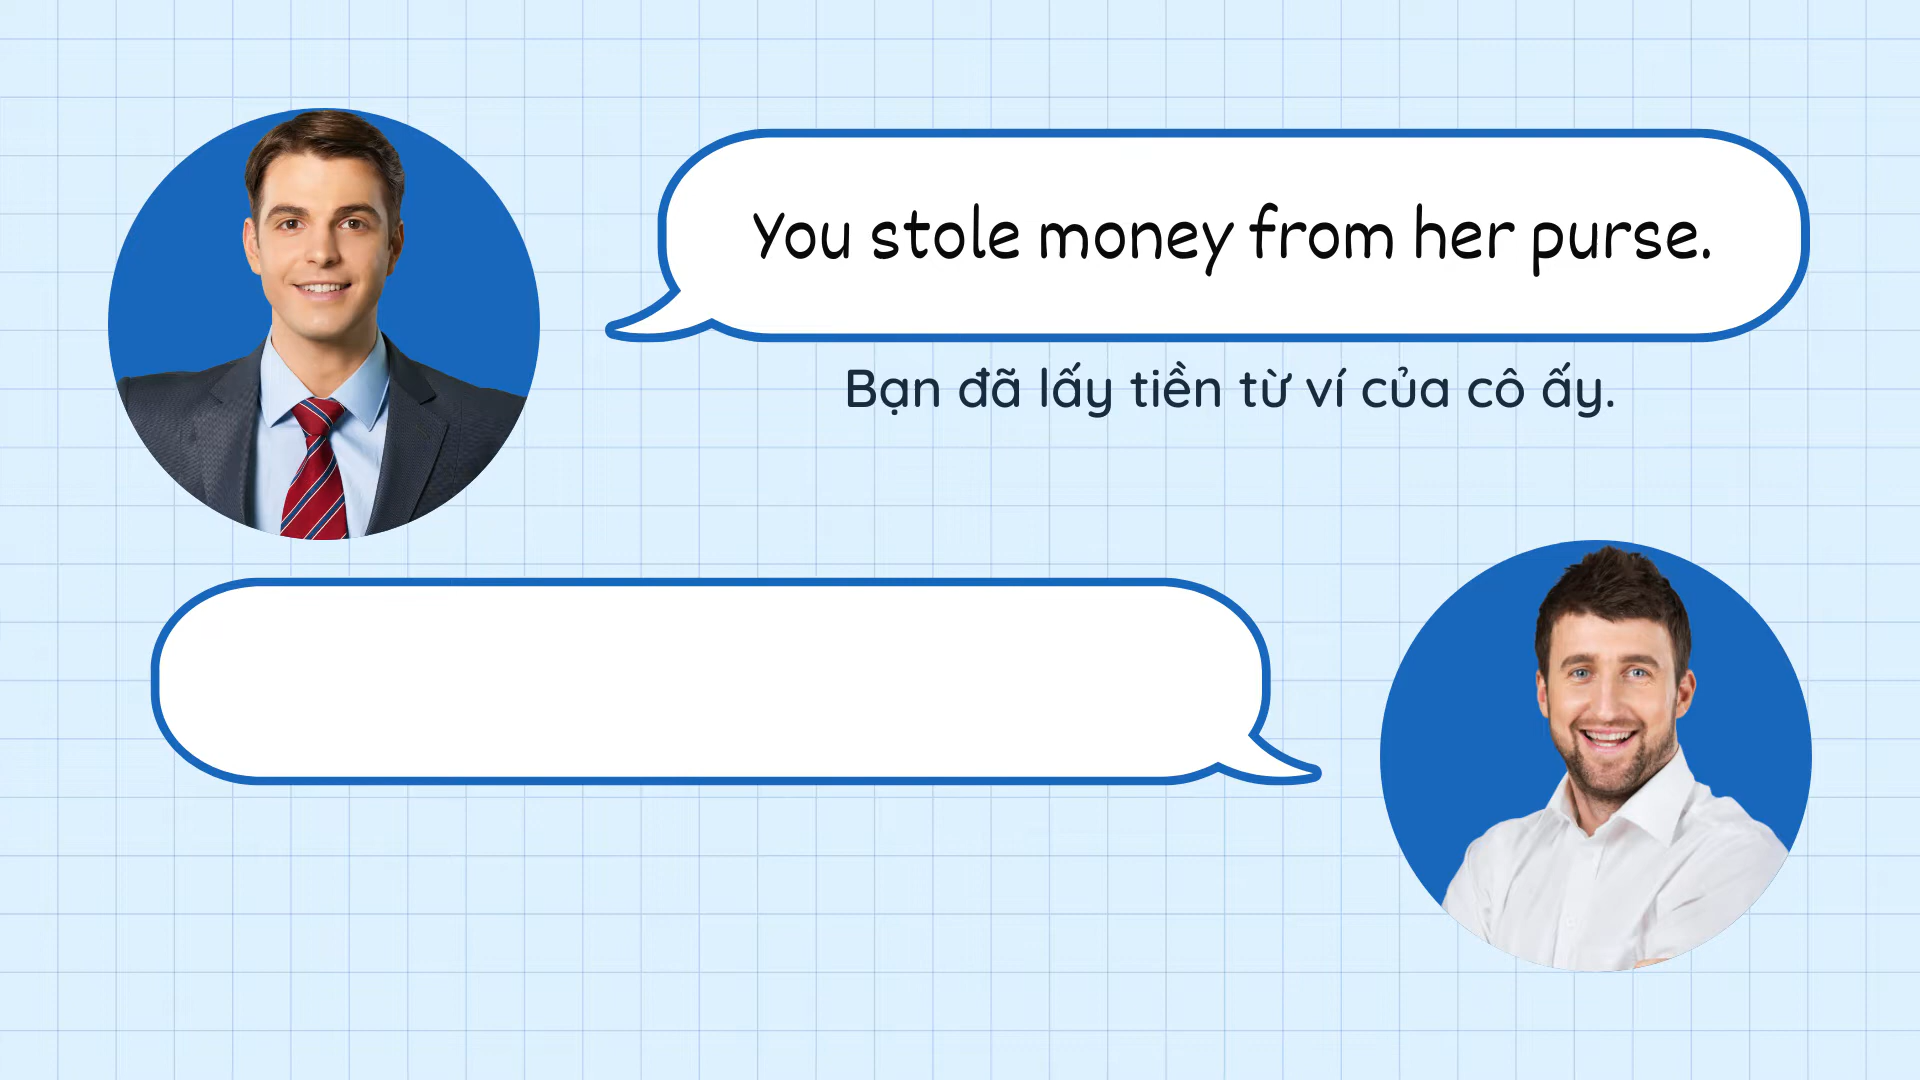 You stole money from her purse.
Bạn đã lấy tiền từ ví của cô ấy.